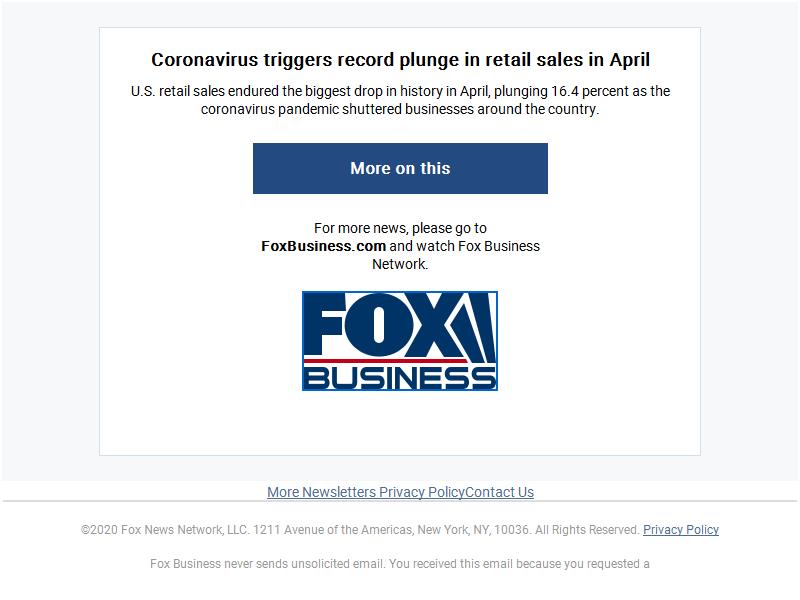 Coronavirus triggers record plunge in retail sales in April
U.S. retail sales endured the biggest drop in history in April, plunging 16.4 percent as the
coronavirus pandemic shuttered businesses around the country.
More on this
For more news, please go to
FoxBusiness.com and watch Fox Business
Network.
FOX
BUSINESS
More Newsletters Privacy PolicyContact Us
©2020 Fox News Network, LLC. 1211 Avenue of the Americas, New York, NY, 10036. All Rights Reserved. Privacy Policy
Fox Business never sends unsolicited email. You received this email because you requested a